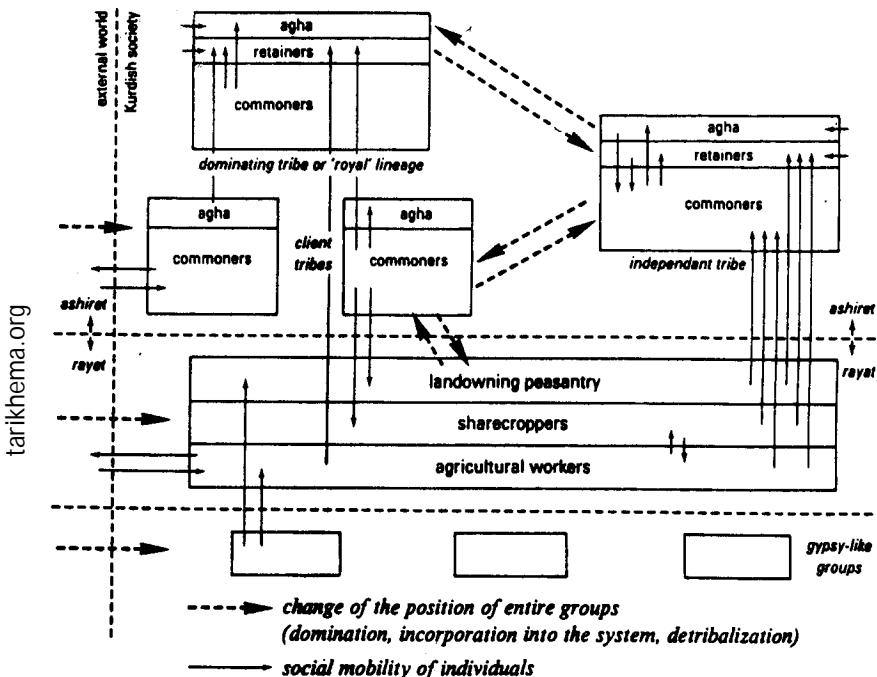 external world
Kurdish society
agha
retainers
commoners
dominating tribe or 'royal' lineage
agha
retainers
commoners
independant tribe
agha
commoners
client
tribes
agha
commoners
ashiret
rayet
ashiret
rayat
landowning peasantry
sharecroppers
agricultural workers
gypsy-like
groups
change of the position of entire groups
(domination, incorporation into the system, detribalization)
social mobility of individuals
tarikhema.org